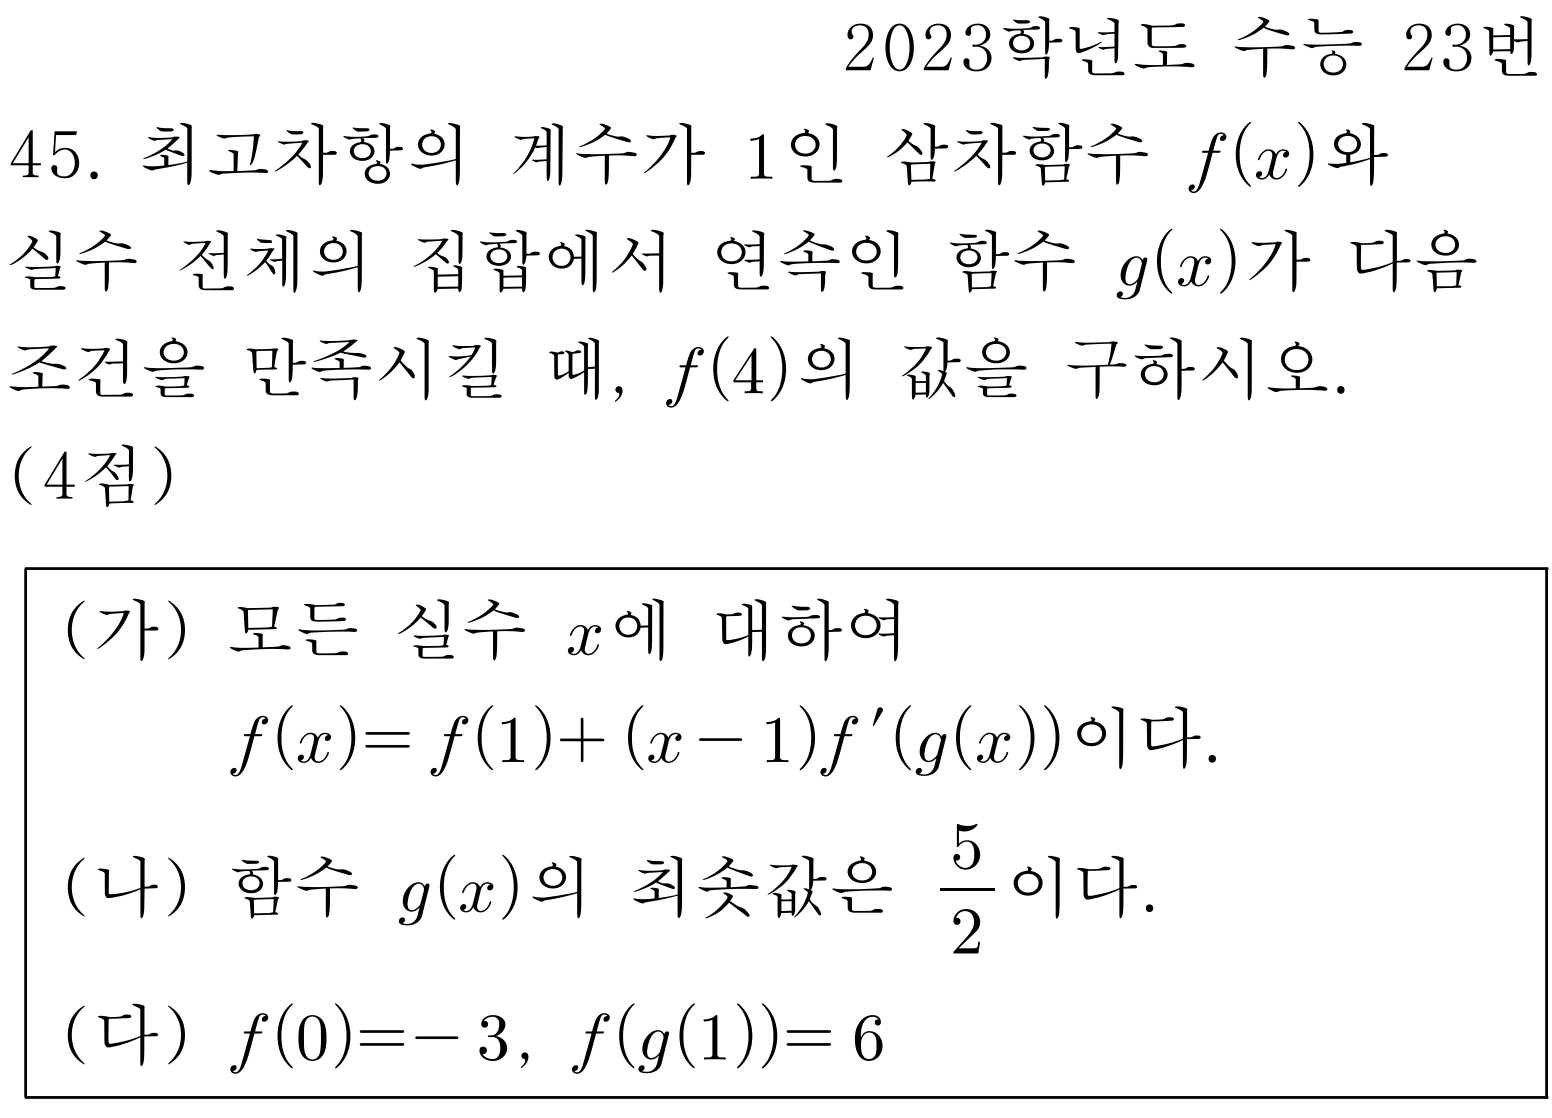 2023학년도 수능 23번
45. 최고차항의 계수가 1인 삼차함수 f(x)와
실수 전체의 집합에서 연속인 함수 g(x)가 다음
조건을 만족시킬 때, f(4)의 값을 구하시오.
(4점)
(가) 모든 실수 x에 대하여
f(x)=f(1)+(x-1)f′(g(x))이다.
(나) 함수 g(x)의 최솟값은 5/2이다.
(다) f(0)=-3, f(g(1))=6